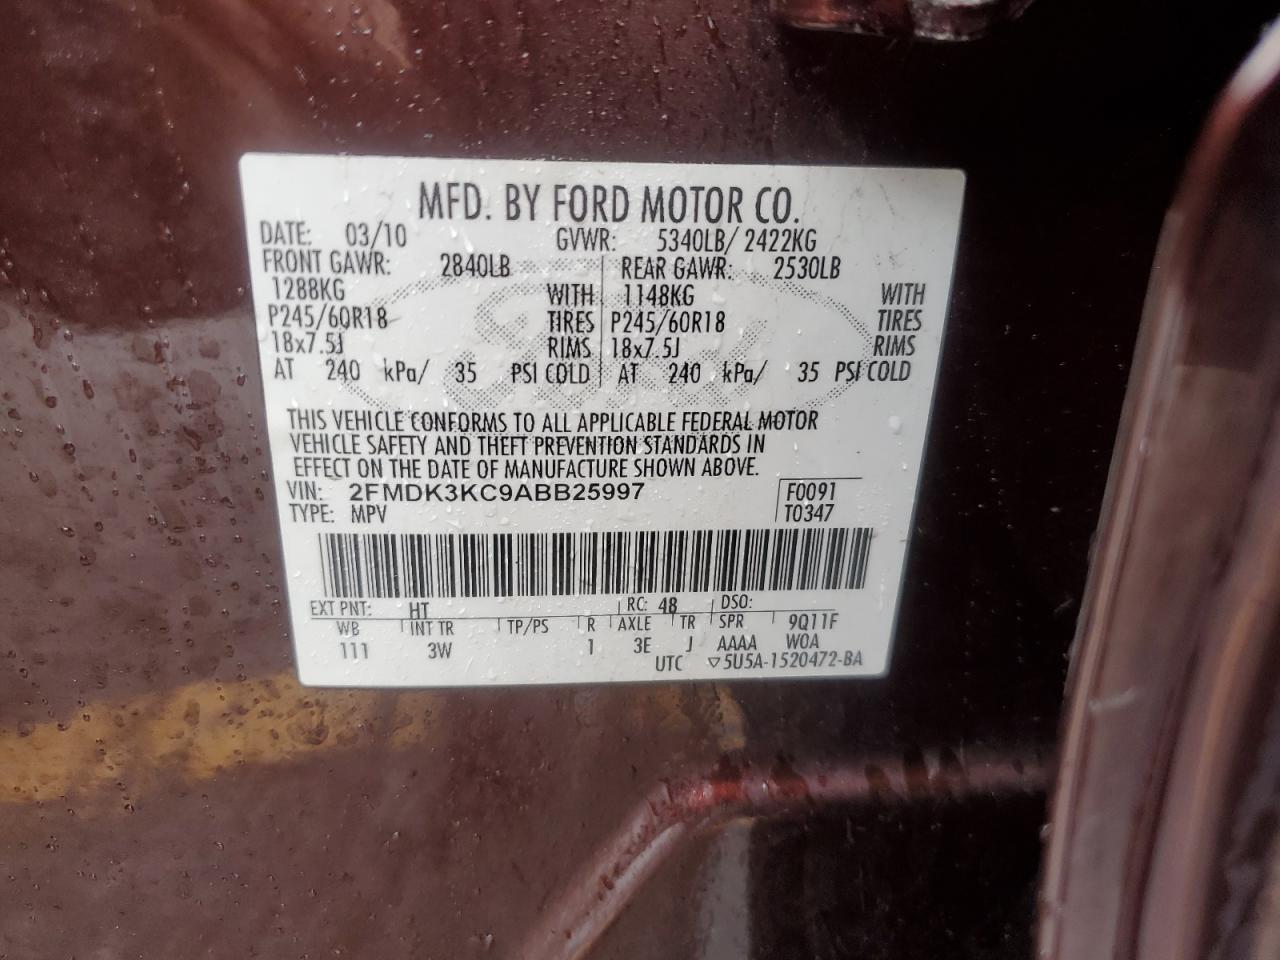 MFD. BY FORD MOTOR CO.
DATE: 03/10 GVWR: 5340LB/ 2422KG
FRONT GAWR: 2840LB REAR GAWR: 2530LB
1288KG WITH 1148KG WITH
P245/60R18 TIRES P245/60R18 TIRES
18x7.5J RIMS 18x7.5J RIMS
AT 240 kPa/ 35 PSI COLD AT 240 kPa/ 35 PSI COLD
THIS VEHICLE CONFORMS TO ALL APPLICABLE FEDERAL MOTOR
VEHICLE SAFETY AND THEFT PREVENTION STANDARDS IN
EFFECT ON THE DATE OF MANUFACTURE SHOWN ABOVE.
VIN: 2FMDK3KC9ABB25997 F0091
TYPE: MPV T0347
EXT PNT: HT RC: 48 DSO:
WB INT TR TP/PS R AXLE TR SPR 9Q11F
111 3W 1 3E J AAAA WOA
UTC ▽5U5A-1520472-BA